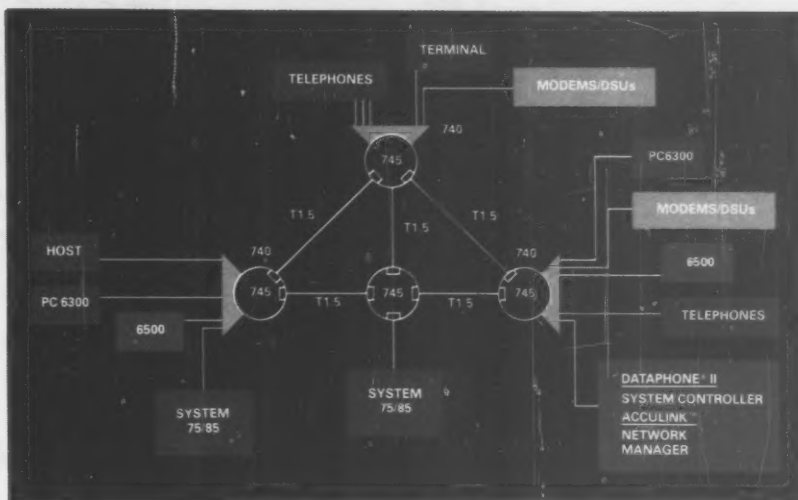 TERMINAL
TELEPHONES
MODEMS/DSUs
740
745
PC6300
T1.5
T1.5
T1.5
MODEMS/DSUs
HOST
740
740
6500
745
745
745
PC 6300
T1.5
T1.5
TELEPHONES
6500
DATAPHONE® II
SYSTEM CONTROLLER
ACCULINK™
NETWORK
MANAGER
SYSTEM
75/85
SYSTEM
75/85